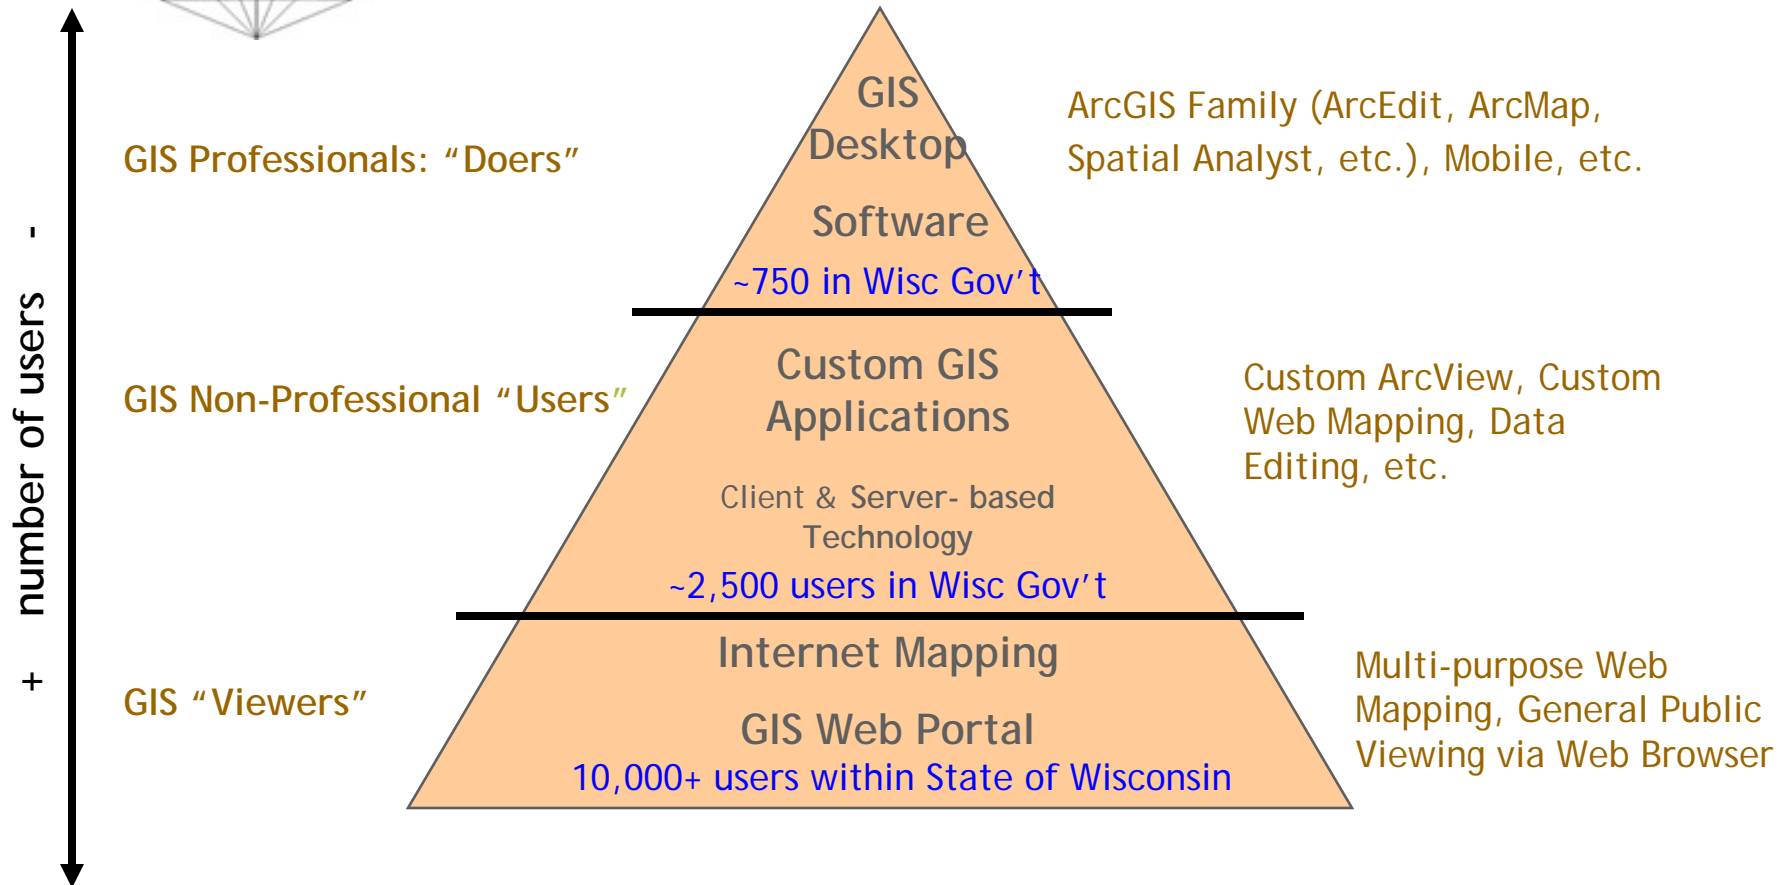 - number of users +
GIS Professionals: “Doers”
GIS
Desktop
Software
~750 in Wisc Gov’t
ArcGIS Family (ArcEdit, ArcMap,
Spatial Analyst, etc.), Mobile, etc.
GIS Non-Professional “Users”
Custom GIS
Applications
Client & Server- based
Technology
~2,500 users in Wisc Gov’t
Custom ArcView, Custom
Web Mapping, Data
Editing, etc.
GIS “Viewers”
Internet Mapping
GIS Web Portal
10,000+ users within State of Wisconsin
Multi-purpose Web
Mapping, General Public
Viewing via Web Browser